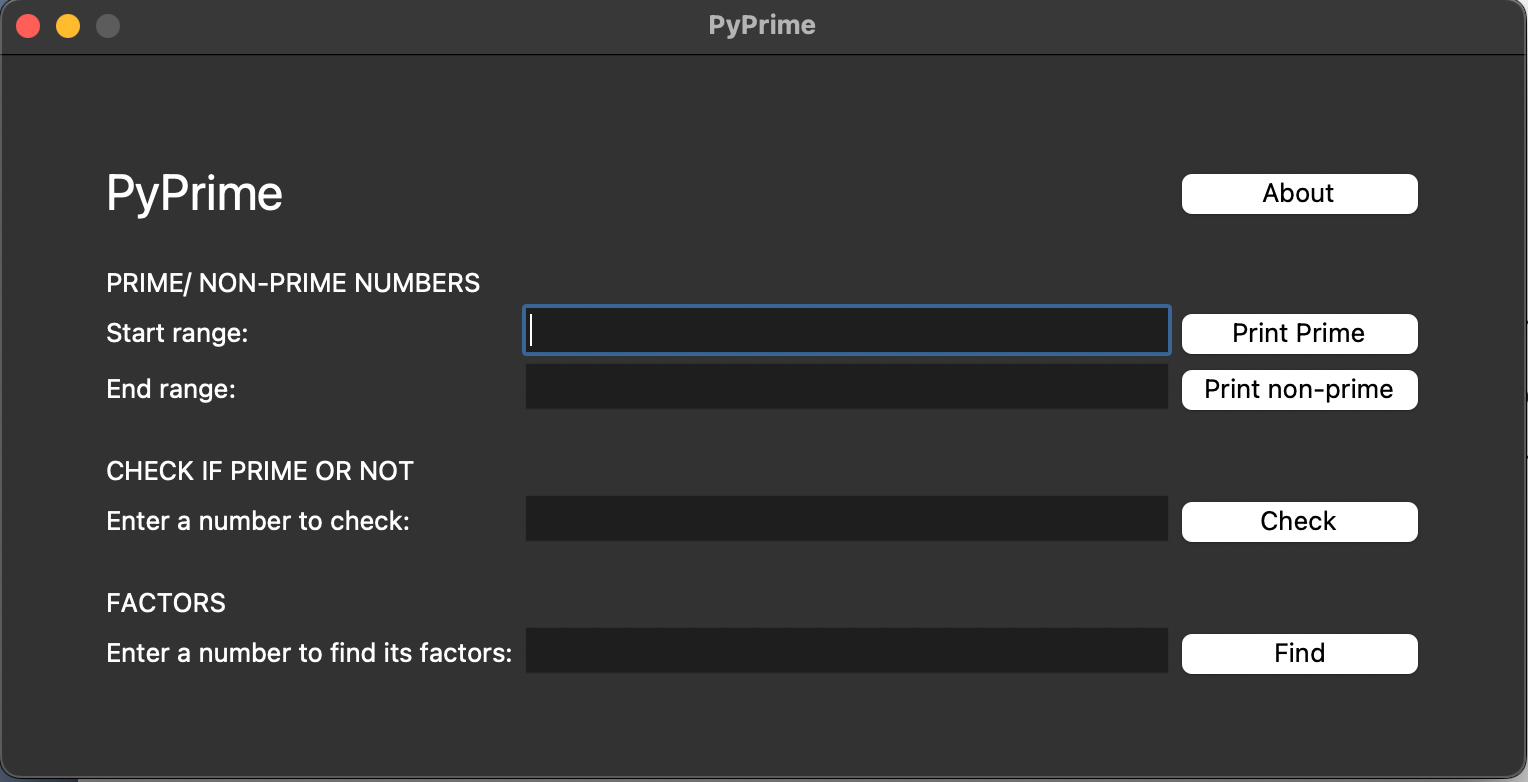 PyPrime
PyPrime
About
PRIME/ NON-PRIME NUMBERS
Start range:
Print Prime
End range:
Print non-prime
CHECK IF PRIME OR NOT
Enter a number to check:
Check
FACTORS
Enter a number to find its factors:
Find